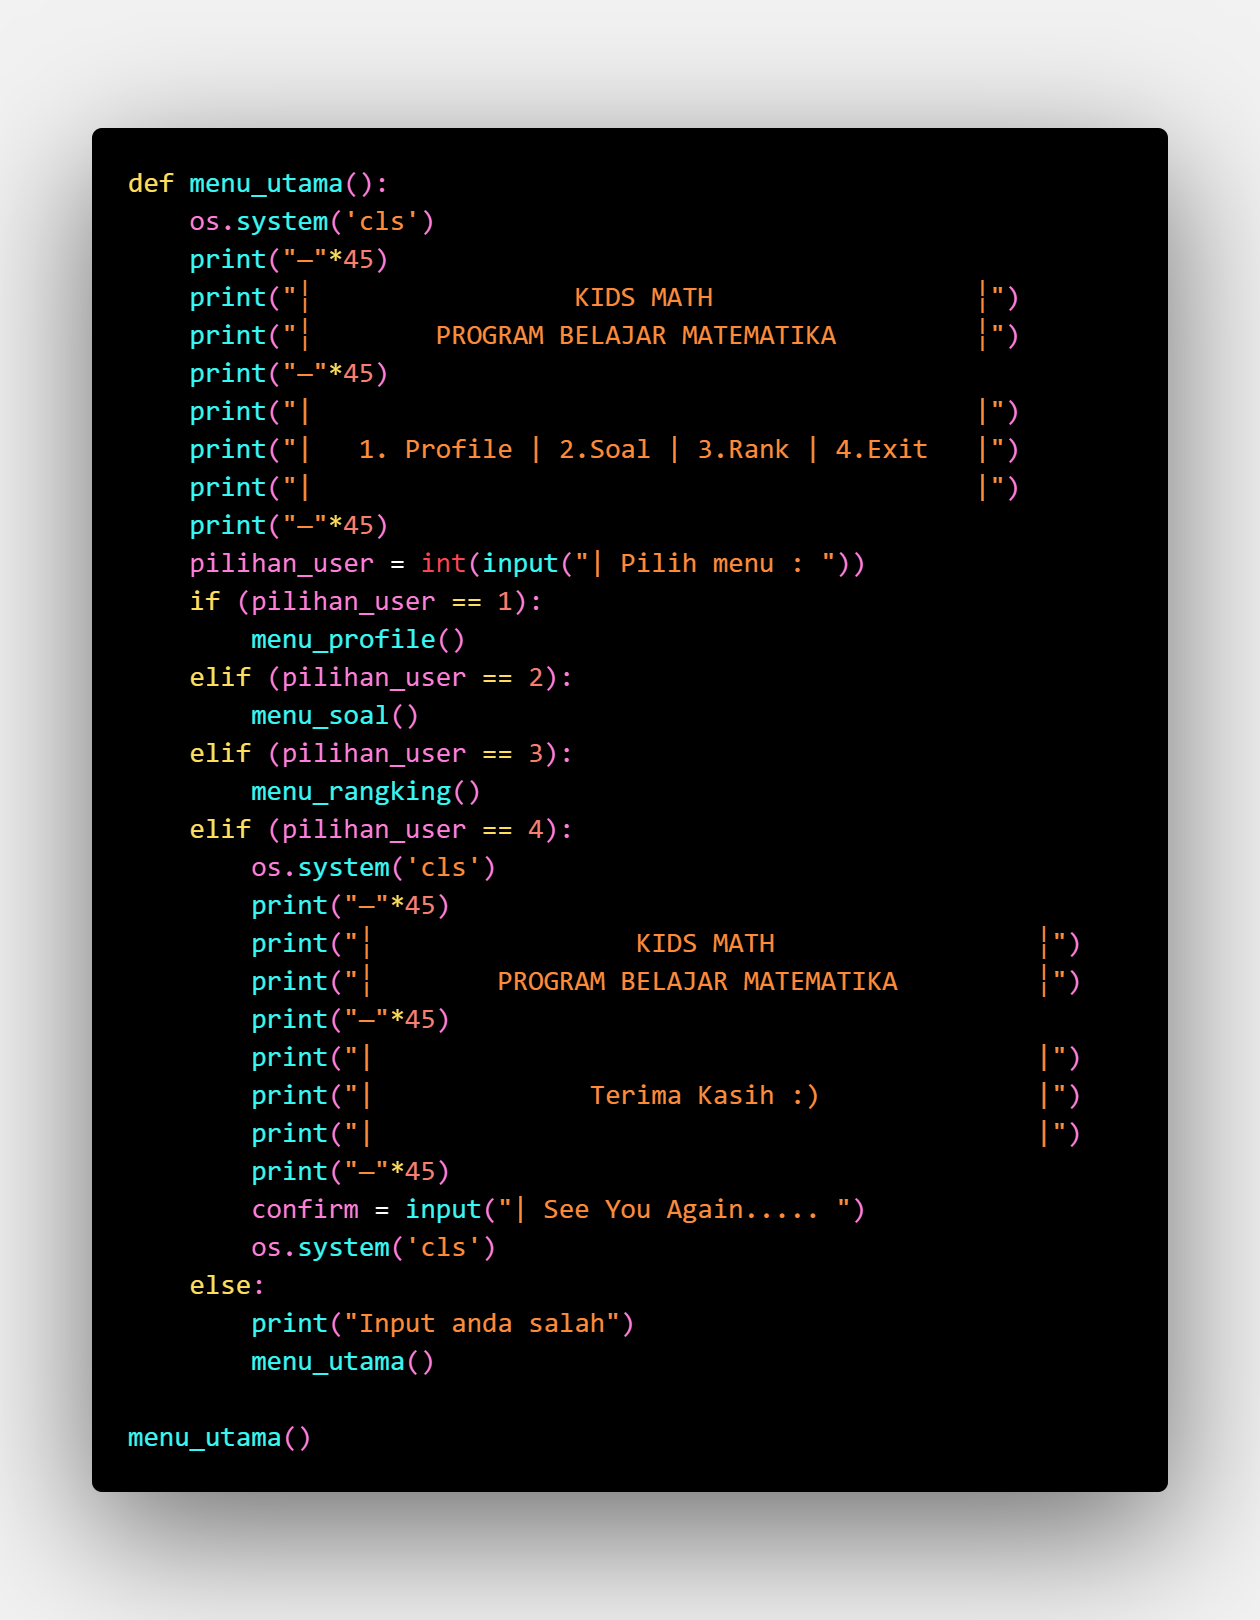 def menu_utama():
    os.system('cls')
    print("—"*45)
    print("¦                 KIDS MATH                 ¦")
    print("¦        PROGRAM BELAJAR MATEMATIKA         ¦")
    print("—"*45)
    print("|                                           |")
    print("|   1. Profile | 2.Soal | 3.Rank | 4.Exit   |")
    print("|                                           |")
    print("—"*45)
    pilihan_user = int(input("| Pilih menu : "))
    if (pilihan_user == 1):
        menu_profile()
    elif (pilihan_user == 2):
        menu_soal()
    elif (pilihan_user == 3):
        menu_rangking()
    elif (pilihan_user == 4):
        os.system('cls')
        print("—"*45)
        print("¦                 KIDS MATH                 ¦")
        print("¦        PROGRAM BELAJAR MATEMATIKA         ¦")
        print("—"*45)
        print("|                                           |")
        print("|              Terima Kasih :)              |")
        print("|                                           |")
        print("—"*45)
        confirm = input("| See You Again..... ")
        os.system('cls')
    else:
        print("Input anda salah")
        menu_utama()

menu_utama()